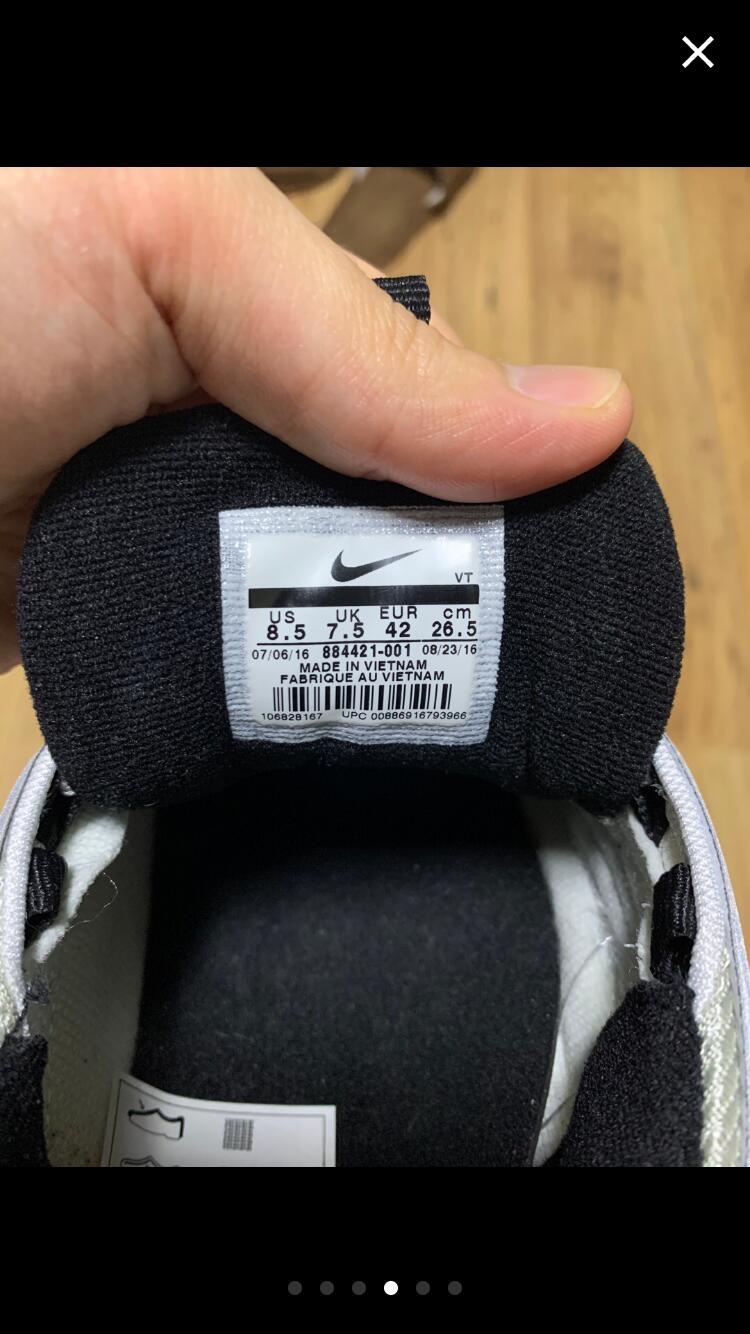 VT
US UK EUR cm
8.5 7.5 42 26.5
07/06/16 884421-001 08/23/16
MADE IN VIETNAM
FABRIQUE AU VIETNAM
106828167 UPC 00886916793966